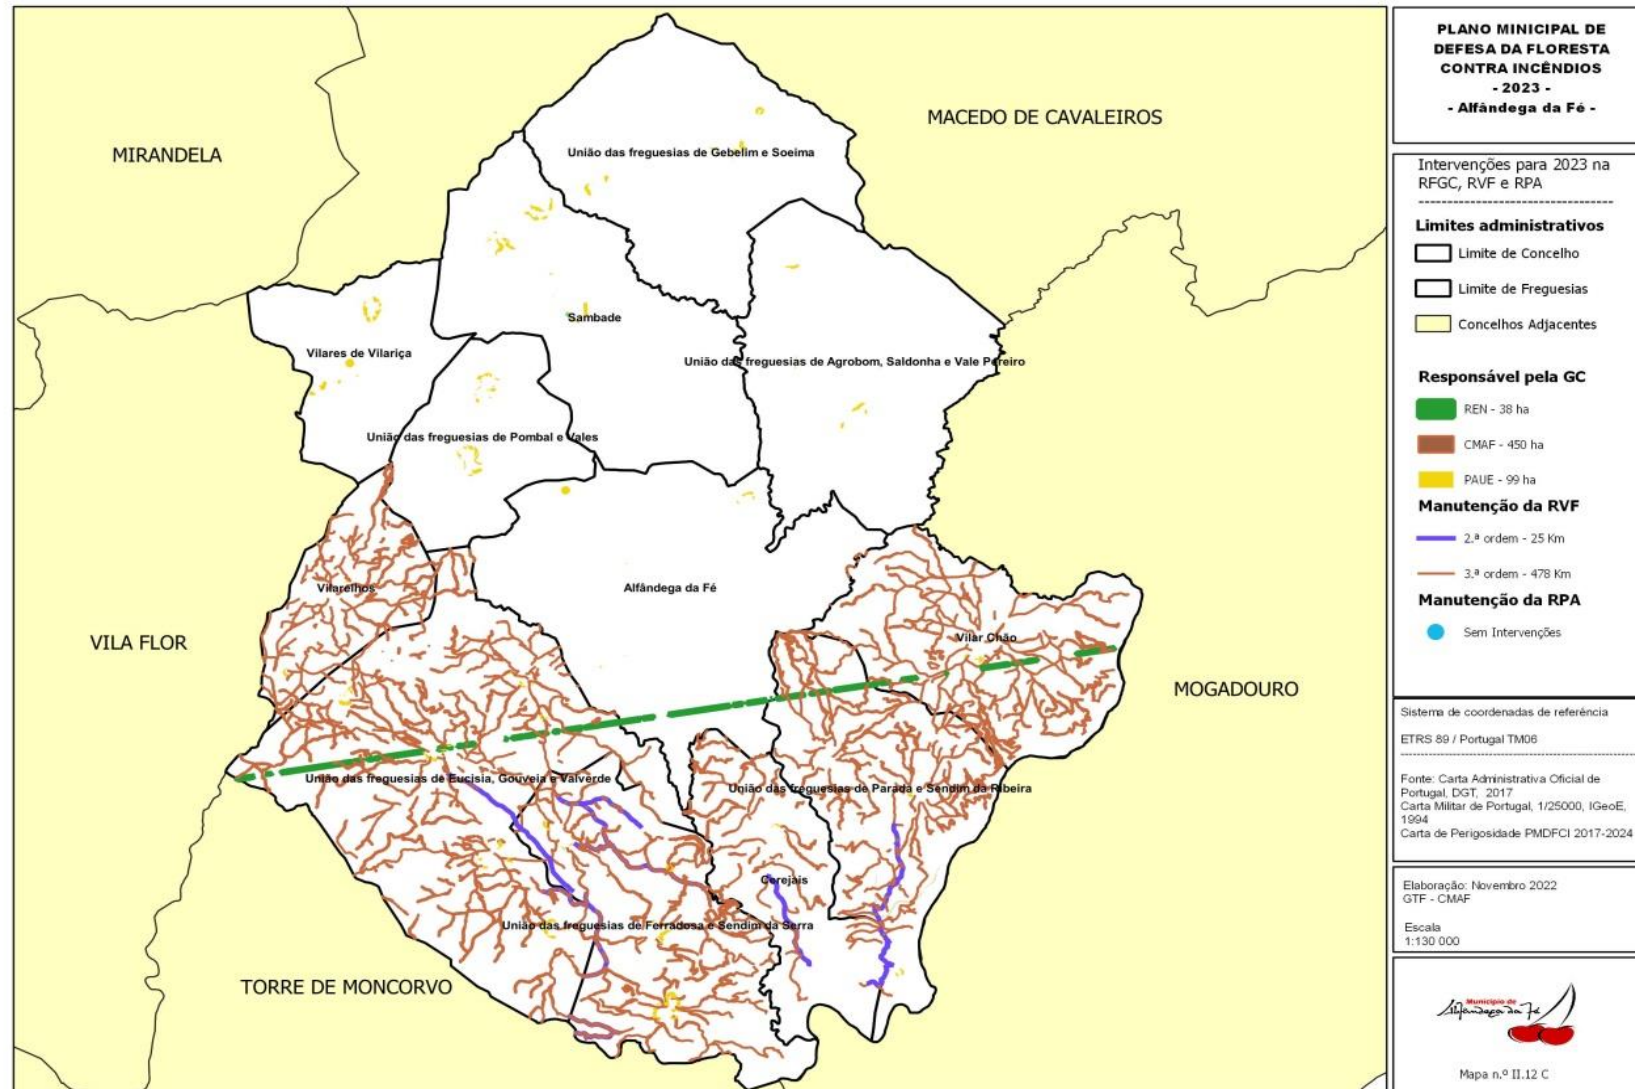 PLANO MINICIPAL DE
DEFESA DA FLORESTA
CONTRA INCÊNDIOS
- 2023 -
- Alfândega da Fé -
Intervenções para 2023 na
RFGC, RVF e RPA
Limites administrativos
Limite de Concelho
Limite de Freguesias
Concelhos Adjacentes
Responsável pela GC
REN - 38 ha
CMAF - 450 ha
PAUE - 99 ha
Manutenção da RVF
2.ª ordem - 25 Km
3.ª ordem - 478 Km
Manutenção da RPA
Sem Intervenções
Sistema de coordenadas de referência
ETRS 89 / Portugal TM06
Fonte: Carta Administrativa Oficial de
Portugal, DGT, 2017
Carta Militar de Portugal, 1/25000, IGeoE,
1994
Carta de Perigosidade PMDFCI 2017-2024
Elaboração: Novembro 2022
GTF - CMAF
Escala
1:130 000
Município de
Alfândega da Fé
Mapa n.º II.12 C
MACEDO DE CAVALEIROS
MIRANDELA
União das freguesias de Gebelim e Soeima
Sambade
Vilares de Vilariça
União das freguesias de Agrobom, Saldonha e Vale Pereiro
União das freguesias de Pombal e Vales
Vilarelhos
Alfândega da Fé
Vilar Chão
VILA FLOR
MOGADOURO
União das freguesias de Eucisia, Gouveia e Valverde
União das freguesias de Parada e Sendim da Ribeira
Cerejais
União das freguesias de Ferradosa e Sendim da Serra
TORRE DE MONCORVO